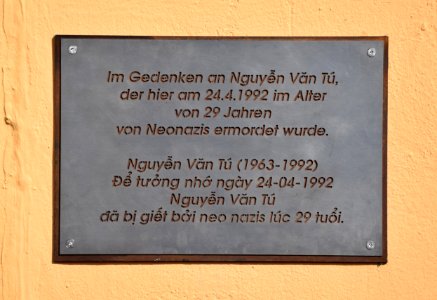 Im Gedenken an Nguyễn Văn Tú,
der hier am 24.4.1992 im Alter
von 29 Jahren
von Neonazis ermordet wurde.
Nguyễn Văn Tú (1963-1992)
Để tưởng nhớ ngày 24-04-1992
Nguyễn Văn Tú
đã bị giết bởi neo nazis lúc 29 tuổi.